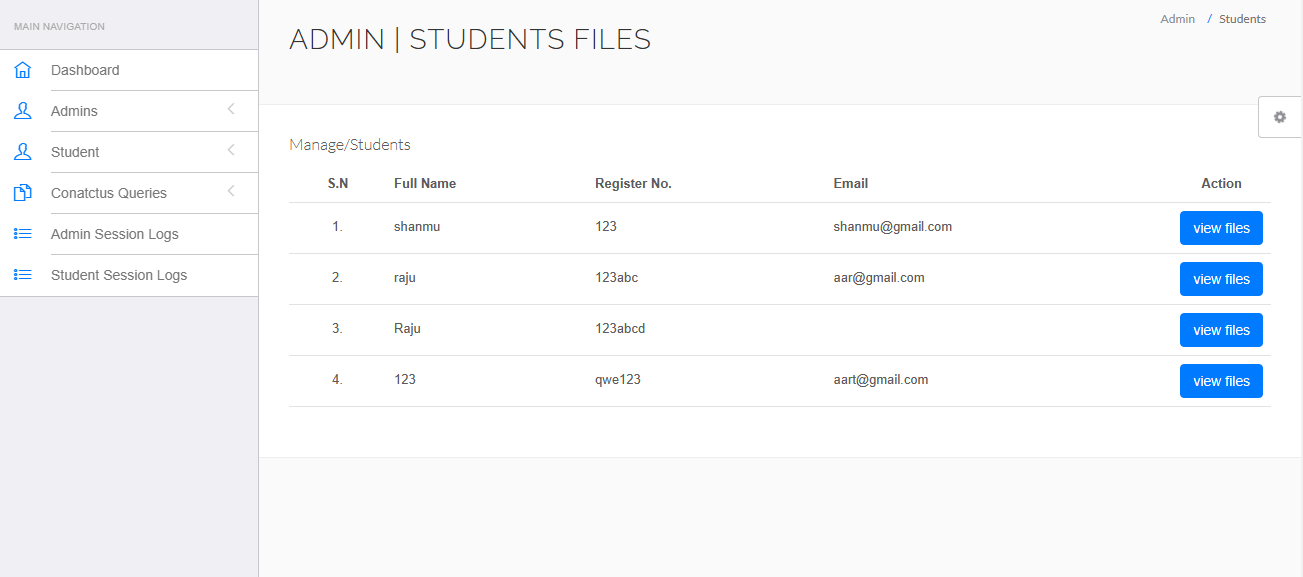 MAIN NAVIGATION
Dashboard
Admins
Student
Conatctus Queries
Admin Session Logs
Student Session Logs
ADMIN | STUDENTS FILES
Admin / Students
Manage/Students
S.N Full Name Register No. Email Action
1. shanmu 123 shanmu@gmail.com view files
2. raju 123abc aar@gmail.com view files
3. Raju 123abcd view files
4. 123 qwe123 aart@gmail.com view files